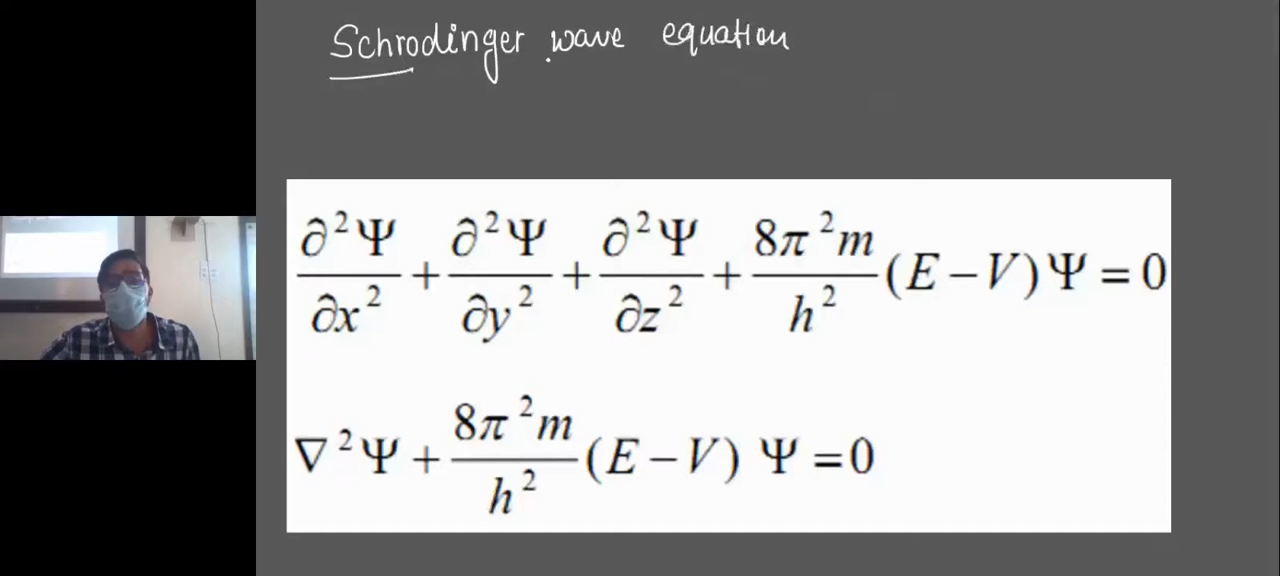 Schrodinger wave equation
∂²Ψ/∂x² + ∂²Ψ/∂y² + ∂²Ψ/∂z² + 8π²m/h² (E – V) Ψ = 0
∇²Ψ + 8π²m/h² (E – V) Ψ = 0